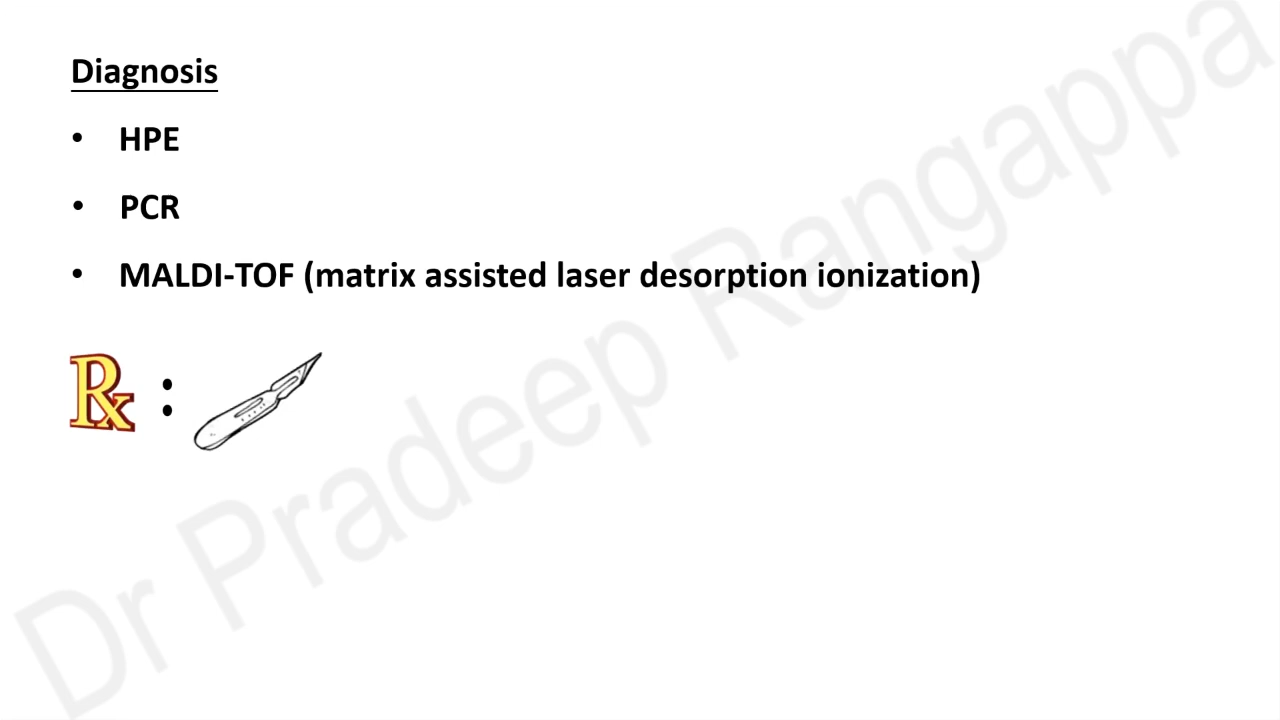 Diagnosis
• HPE
• PCR
• MALDI-TOF (matrix assisted laser desorption ionization)
Rx :
Dr Pradeep Rangappa